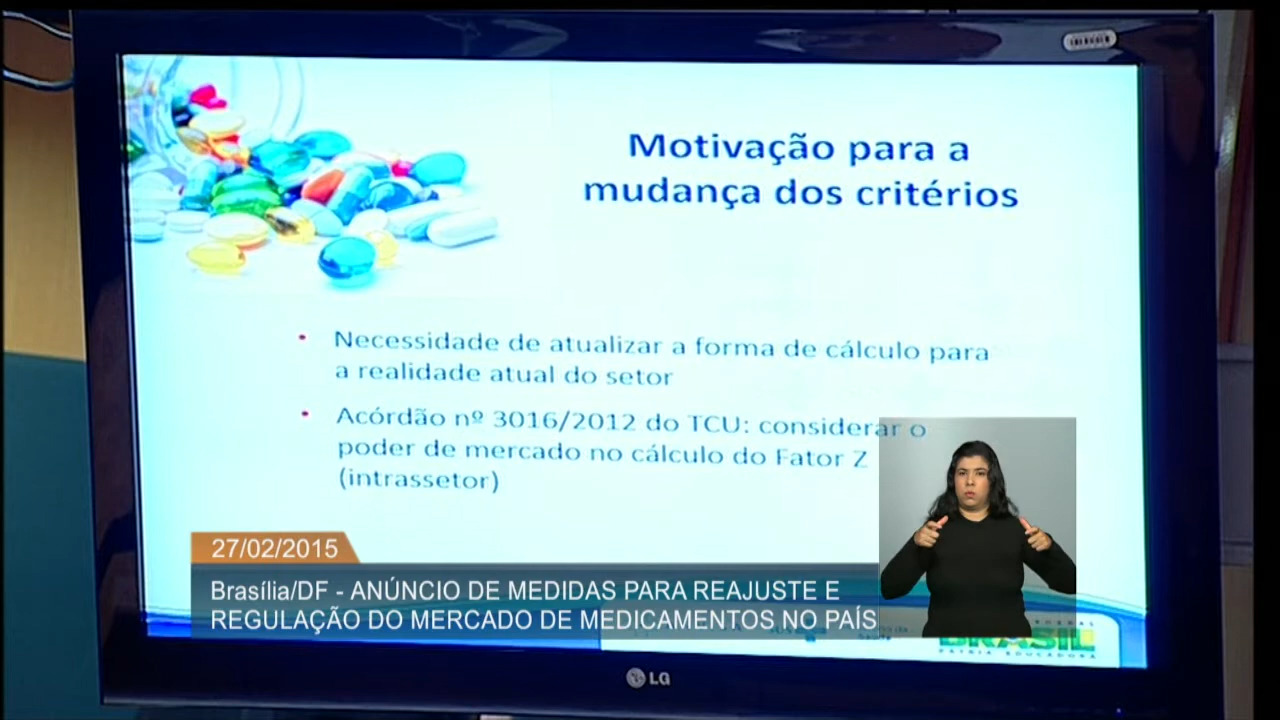 Motivação para a
mudança dos critérios
• Necessidade de atualizar a forma de cálculo para
a realidade atual do setor
• Acórdão nº 3016/2012 do TCU: considerar o
poder de mercado no cálculo do Fator Z
(intrassetor)
27/02/2015
Brasília/DF - ANÚNCIO DE MEDIDAS PARA REAJUSTE E
REGULAÇÃO DO MERCADO DE MEDICAMENTOS NO PAÍS
BRASIL
PÁTRIA EDUCADORA
LG